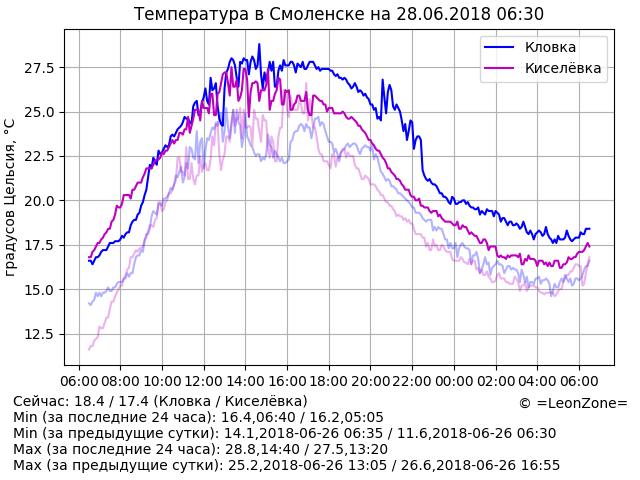 Температура в Смоленске на 28.06.2018 06:30
Кловка
Киселёвка
градусов Цельсия, °C
27.5
25.0
22.5
20.0
17.5
15.0
12.5
06:00 08:00 10:00 12:00 14:00 16:00 18:00 20:00 22:00 00:00 02:00 04:00 06:00
Сейчас: 18.4 / 17.4 (Кловка / Киселёвка)
© =LeonZone=
Min (за последние 24 часа): 16.4,06:40 / 16.2,05:05
Min (за предыдущие сутки): 14.1,2018-06-26 06:35 / 11.6,2018-06-26 06:30
Max (за последние 24 часа): 28.8,14:40 / 27.5,13:20
Max (за предыдущие сутки): 25.2,2018-06-26 13:05 / 26.6,2018-06-26 16:55